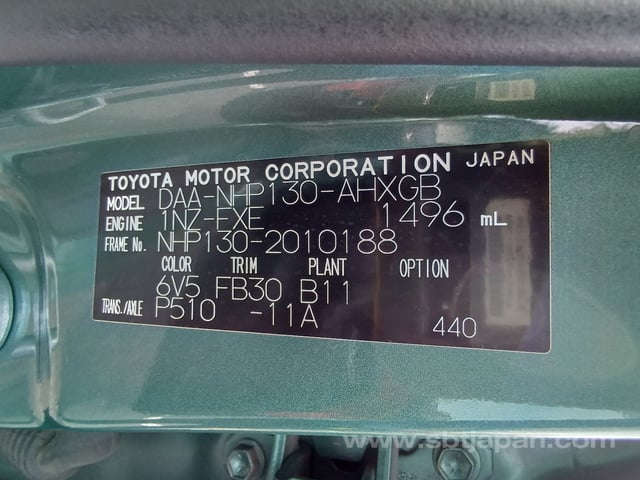 TOYOTA MOTOR CORPORATION JAPAN
MODEL DAA-NHP130-AHXGB
ENGINE 1NZ-FXE 1496 mL
FRAME No. NHP130-2010188
COLOR TRIM PLANT OPTION
6V5 FB30 B11
TRANS./AXLE P510 -11A
440
www.sbtjapan.com